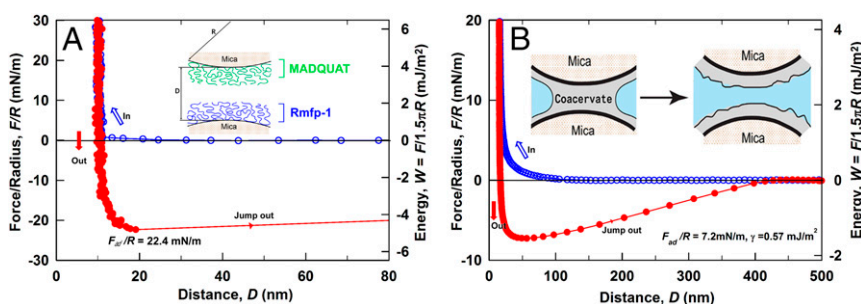 A
Force/Radius, F/R (mN/m)
30
20
10
0
-10
-20
-30
0 20 40 60 80
Distance, D (nm)
Energy, W = F/1.5πR (mJ/m²)
6
4
2
0
-2
-4
-6
R
Mica
MADQUAT
D
Rmfp-1
Mica
In
Out
Jump out
F_ad/R = 22.4 mN/m
B
Force/Radius, F/R (mN/m)
20
10
0
-10
0 100 200 300 400 500
Distance, D (nm)
Energy, W = F/1.5πR (mJ/m²)
4
2
0
-1
-2
Mica
Coacervate
Mica
Mica
Mica
In
Out
Jump out
F_ad/R = 7.2mN/m, γ=0.57 mJ/m²